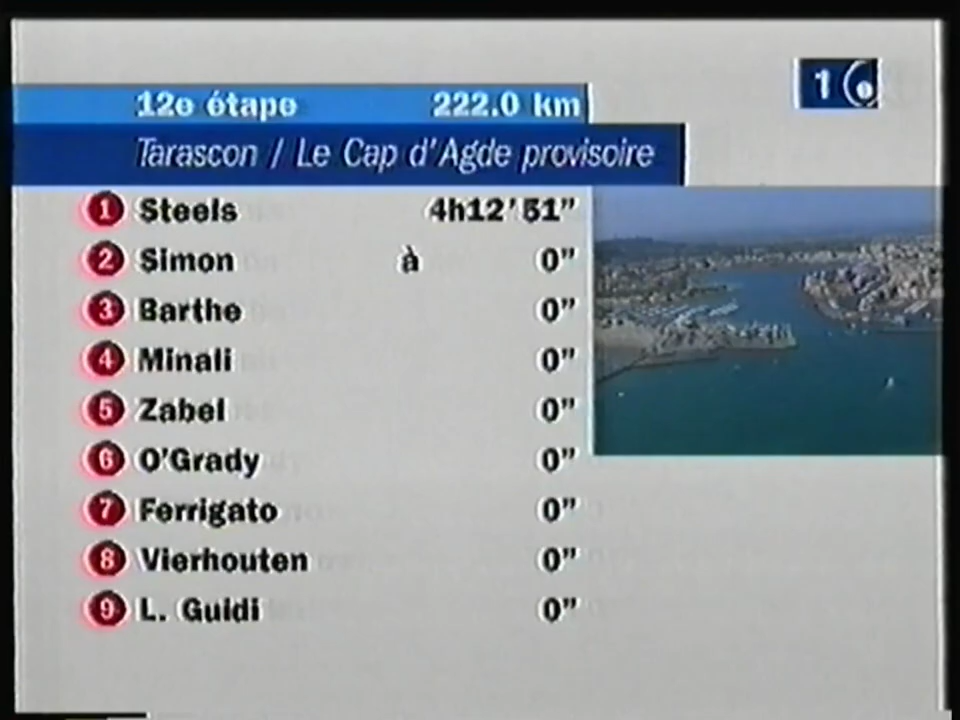 16
12e étape 222.0 km
Tarascon / Le Cap d'Agde provisoire
1 Steels 4h12'51"
2 Simon à 0"
3 Barthe 0"
4 Minali 0"
5 Zabel 0"
6 O'Grady 0"
7 Ferrigato 0"
8 Vierhouten 0"
9 L. Guidi 0"